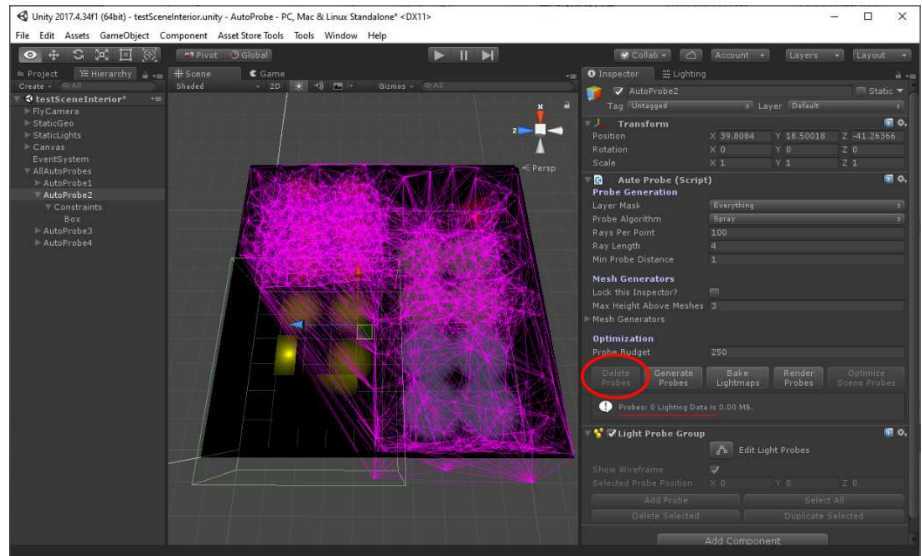 Unity 2017.4.34f1 (64bit) - testSceneInterior.unity - AutoProbe - PC, Mac & Linux Standalone* <DX11>
File Edit Assets GameObject Component Asset Store Tools Tools Window Help
Pivot Global Collab Account Layers Layout
Project Hierarchy Scene Game Inspector Lighting
Create All Shaded 2D Gizmos All
testSceneInterior*
FlyCamera
StaticGeo
StaticLights
Canvas
EventSystem
AllAutoProbes
AutoProbe1
AutoProbe2
Constraints
Box
AutoProbe3
AutoProbe4
x
z
Persp
AutoProbe2 Static
Tag Untagged Layer Default
Transform
Position X 39.8084 Y 18.50018 Z -41.26366
Rotation X 0 Y 0 Z 0
Scale X 1 Y 1 Z 1
Auto Probe (Script)
Probe Generation
Layer Mask Everything
Probe Algorithm Spray
Rays Per Point 100
Ray Length 4
Min Probe Distance 1
Mesh Generators
Lock this Inspector?
Max Height Above Meshes 3
Mesh Generators
Optimization
Probe Budget 250
Delete Generate Bake Render Optimize
Probes Probes Lightmaps Probes Scene Probes
Probes: 0 Lighting Data is 0.00 MB.
Light Probe Group
Edit Light Probes
Show Wireframe
Selected Probe Position X 0 Y 0 Z 0
Add Probe Select All
Delete Selected Duplicate Selected
Add Component